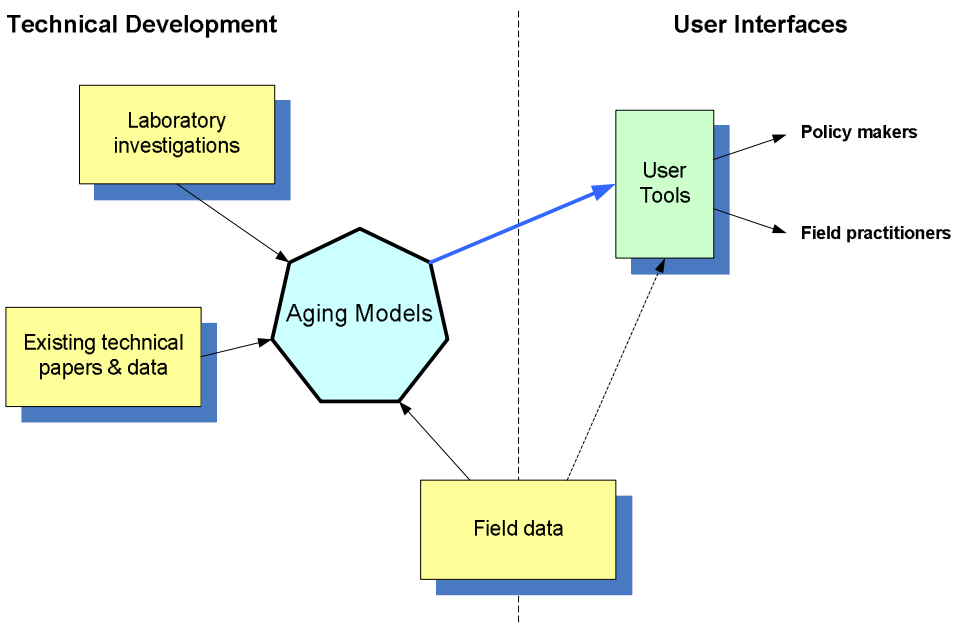 Technical Development
User Interfaces
Laboratory
investigations
Policy makers
User
Tools
Field practitioners
Aging Models
Existing technical
papers & data
Field data